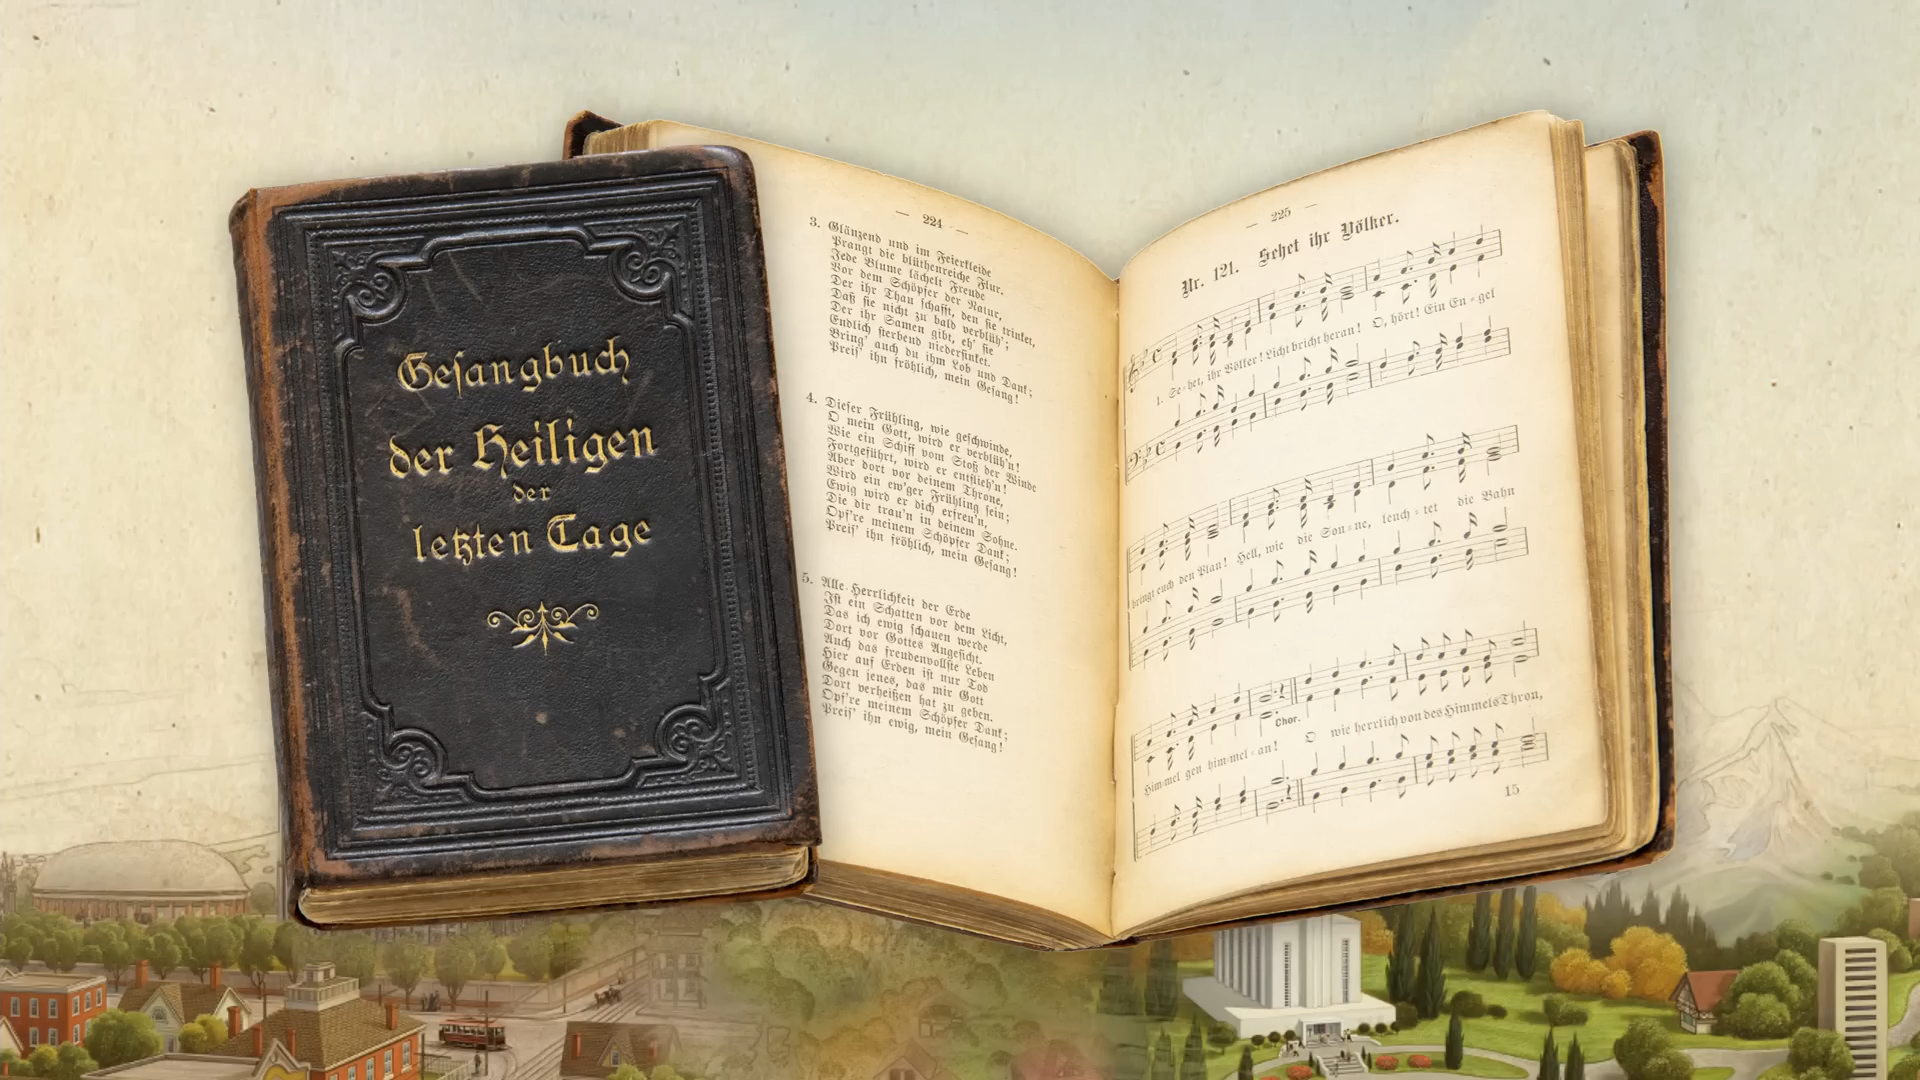 Gesangbuch
der Heiligen
der
letzten Tage
— 224 —
3. Glänzend und im Feierkleide
Prangt die blüthenreiche Flur.
Jede Blume lächelt Freude
Vor dem Schöpfer der Natur,
Der ihr Thau schafft, den sie trinket,
Daß sie nicht zu bald verblüh';
Der ihr Samen gibt, eh' sie
Endlich sterbend niedersinket.
Bring' auch du ihm Lob und Dank;
Preis' ihn fröhlich, mein Gesang!
4. Dieser Frühling, wie geschwinde,
O mein Gott, wird er verblüh'n!
Wie ein Schiff vom Stoß der Winde
Fortgeführt, wird er entflieh'n!
Aber dort vor deinem Throne,
Wird ein ew'ger Frühling sein;
Ewig wird er dich erfreu'n,
Die dir trau'n in deinem Sohne.
Opf're meinem Schöpfer Dank;
Preis' ihn fröhlich, mein Gesang!
5. Alle Herrlichkeit der Erde
Ist ein Schatten vor dem Licht,
Das ich ewig schauen werde
Dort vor Gottes Angesicht.
Auch das freudenvollste Leben
Hier auf Erden ist nur Tod
Gegen jenes, das mir Gott
Dort verheißen hat zu geben.
Opf're meinem Schöpfer Dank;
Preis' ihn ewig, mein Gesang!
— 225 —
Nr. 121. Sehet ihr Völker.
1. Se-het, ihr Völker! Licht bricht heran! O, hört! Ein En-gel
bringt euch den Plan! Hell, wie die Son-ne, leuch-tet die Bahn
Him-mel gen him-mel-an! Chor. O wie herrlich von des Himmels Thron,
15